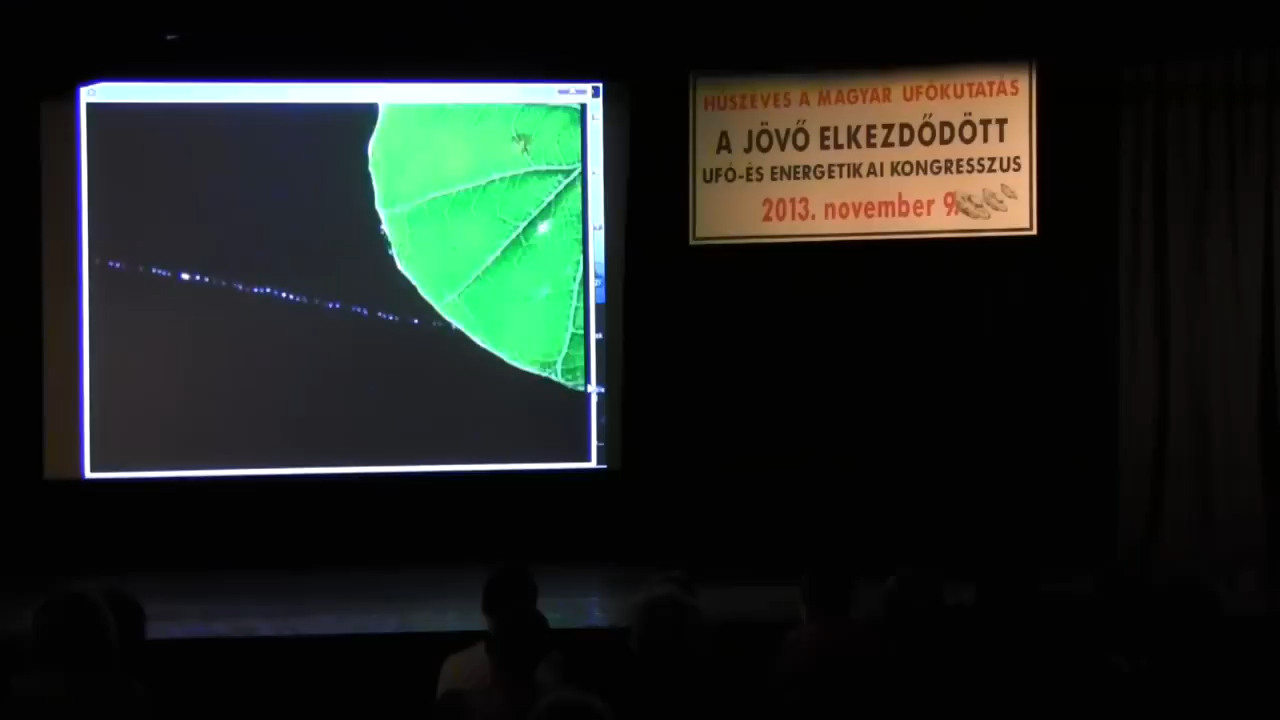 HÚSZÉVES A MAGYAR UFÓKUTATÁS
A JÖVŐ ELKEZDŐDÖTT
UFÓ-ÉS ENERGETIKAI KONGRESSZUS
2013. november 9.